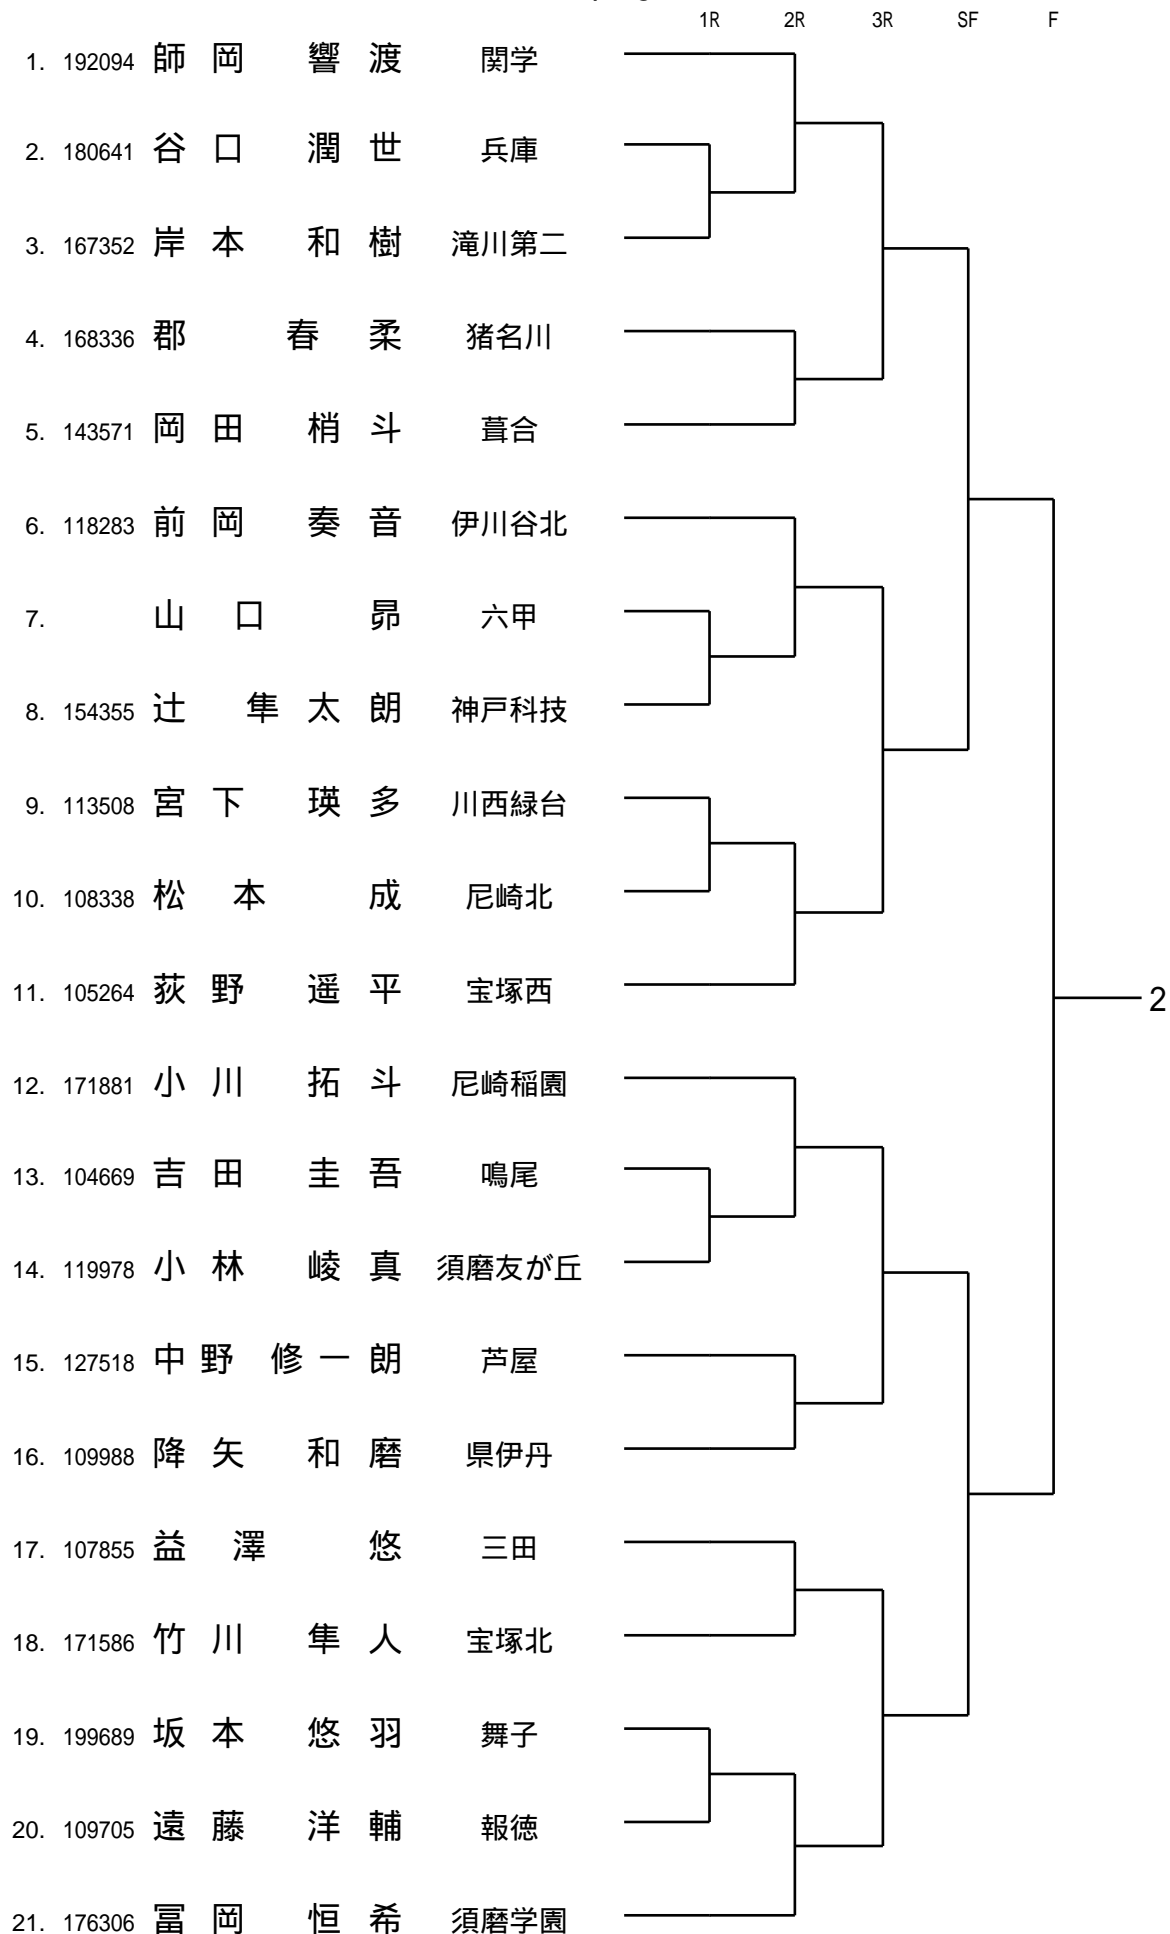 1R 2R 3R SF F
1. 192094 師岡 響渡 関学
2. 180641 谷口 潤世 兵庫
3. 167352 岸本 和樹 滝川第二
4. 168336 郡 春柔 猪名川
5. 143571 岡田 梢斗 葺合
6. 118283 前岡 奏音 伊川谷北
7. 山口 昴 六甲
8. 154355 辻 隼太朗 神戸科技
9. 113508 宮下 瑛多 川西緑台
10. 108338 松本 成 尼崎北
11. 105264 荻野 遥平 宝塚西
2
12. 171881 小川 拓斗 尼崎稲園
13. 104669 吉田 圭吾 鳴尾
14. 119978 小林 崚真 須磨友が丘
15. 127518 中野 修一朗 芦屋
16. 109988 降矢 和磨 県伊丹
17. 107855 益澤 悠 三田
18. 171586 竹川 隼人 宝塚北
19. 199689 坂本 悠羽 舞子
20. 109705 遠藤 洋輔 報徳
21. 176306 冨岡 恒希 須磨学園